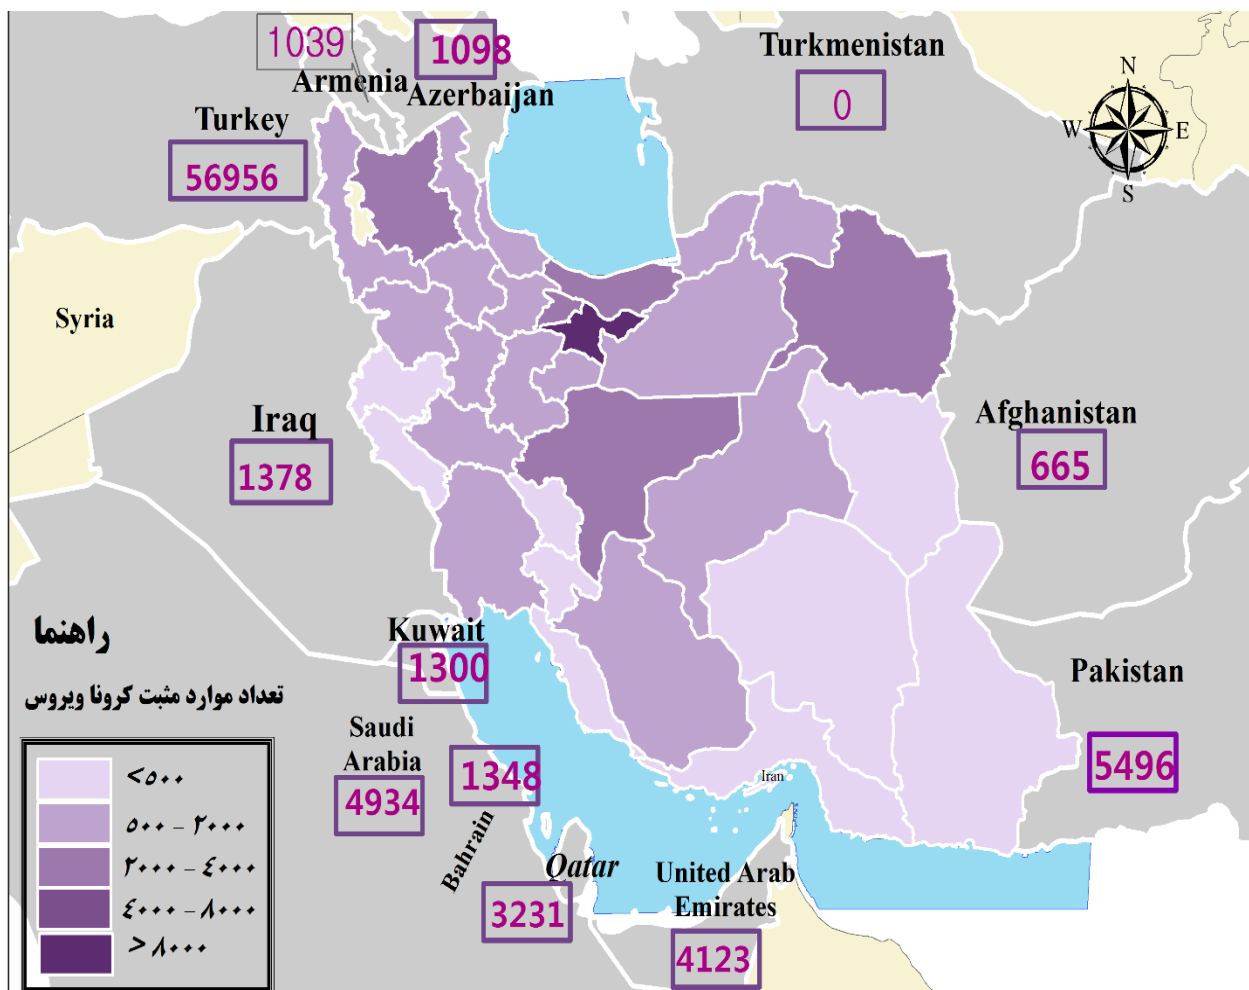 1039
1098
Armenia
Azerbaijan
Turkmenistan
0
N
W
E
S
Turkey
56956
Syria
Iraq
1378
Afghanistan
665
Kuwait
1300
Pakistan
5496
Saudi
Arabia
4934
1348
Bahrain
Iran
Qatar
3231
United Arab
Emirates
4123
راهنما
تعداد موارد مثبت کرونا ویروس
<۵۰۰
۵۰۰ - ۲۰۰۰
۲۰۰۰ - ٤۰۰۰
٤۰۰۰ - ۸۰۰۰
>۸۰۰۰